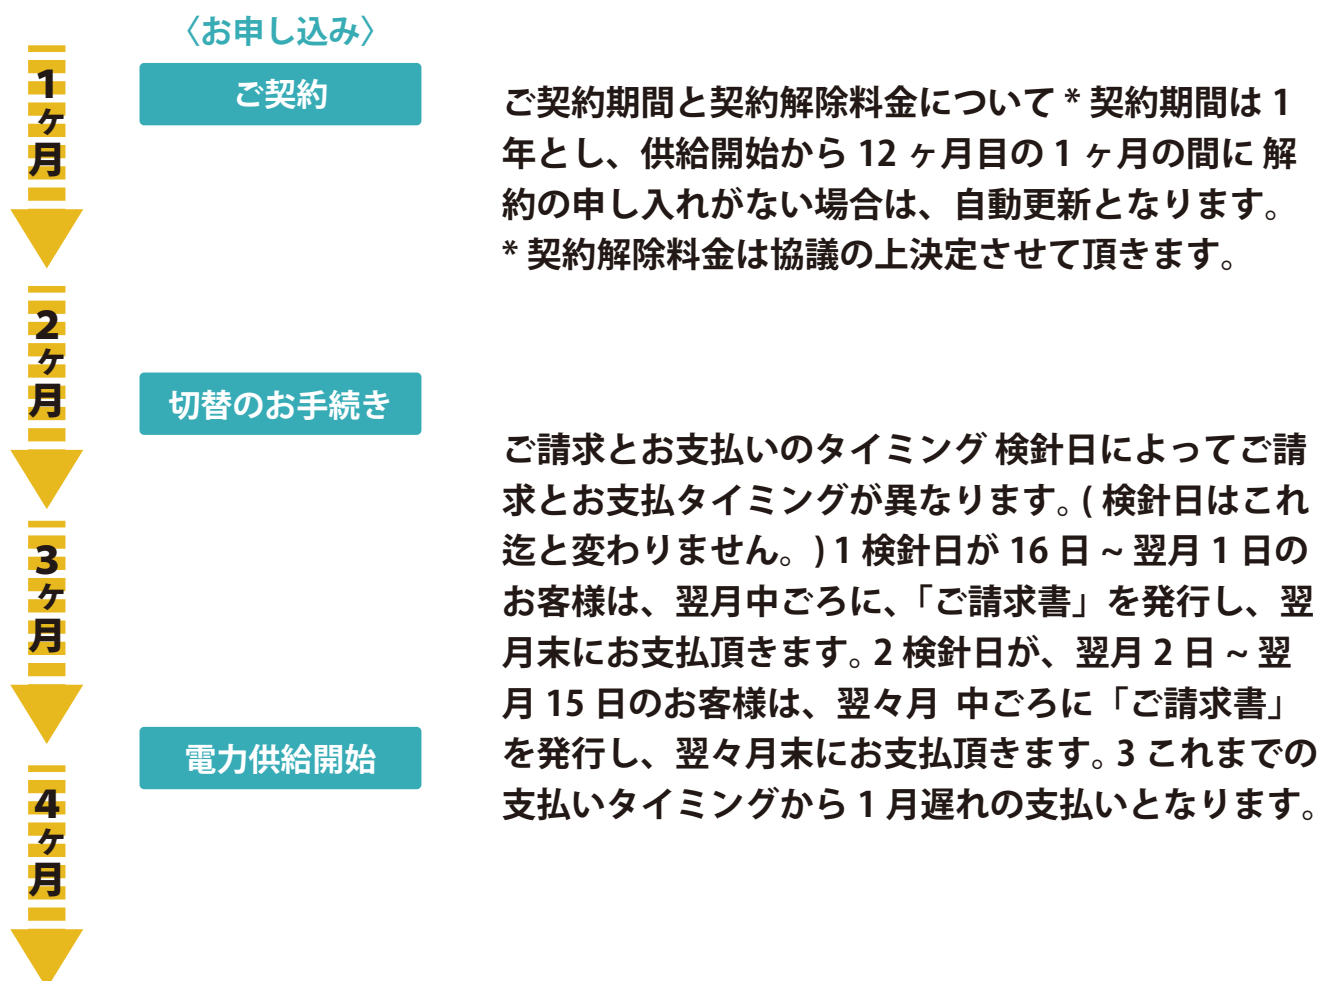 〈お申し込み〉
1ヶ月
ご契約
ご契約期間と契約解除料金について * 契約期間は 1
年とし、供給開始から 12 ヶ月目の 1 ヶ月の間に 解
約の申し入れがない場合は、自動更新となります。
* 契約解除料金は協議の上決定させて頂きます。
2ヶ月
切替のお手続き
ご請求とお支払いのタイミング 検針日によってご請
求とお支払タイミングが異なります。( 検針日はこれ
迄と変わりません。) 1 検針日が 16 日 ~ 翌月 1 日の
お客様は、翌月中ごろに、「ご請求書」を発行し、翌
月末にお支払頂きます。2 検針日が、翌月 2 日 ~ 翌
月 15 日のお客様は、翌々月 中ごろに「ご請求書」
を発行し、翌々月末にお支払頂きます。3 これまでの
支払いタイミングから 1 月遅れの支払いとなります。
3ヶ月
電力供給開始
4ヶ月